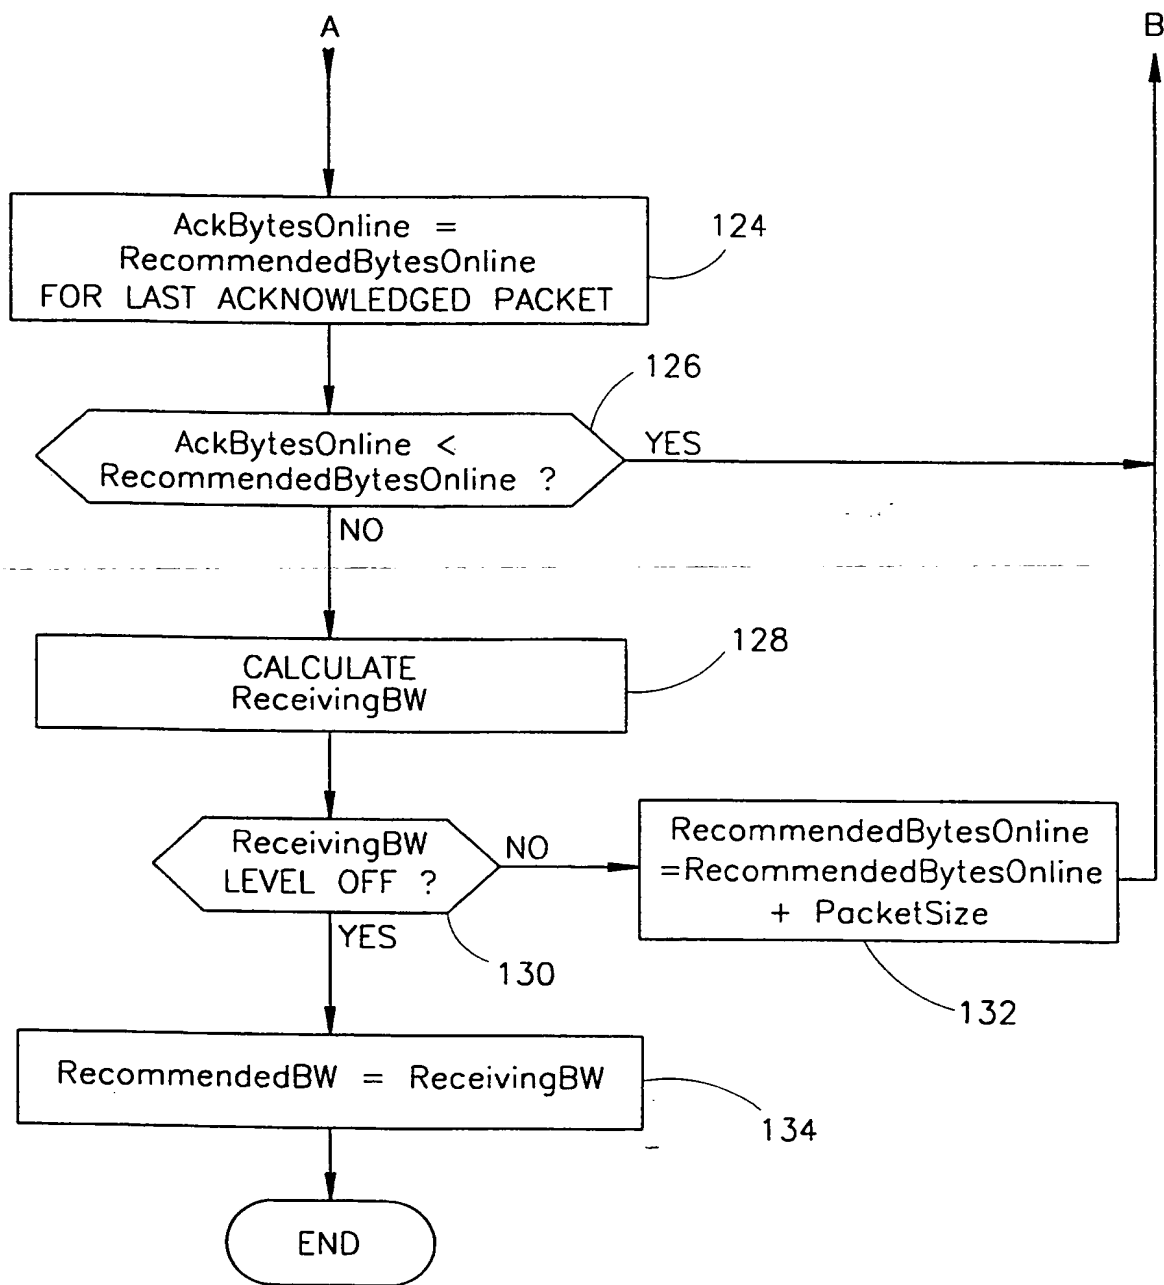 A
B
AckBytesOnline =
RecommendedBytesOnline
FOR LAST ACKNOWLEDGED PACKET
124
126
AckBytesOnline <
RecommendedBytesOnline ?
YES
NO
128
CALCULATE
ReceivingBW
ReceivingBW
LEVEL OFF ?
NO
RecommendedBytesOnline
=RecommendedBytesOnline
+ PacketSize
YES
130
132
RecommendedBW = ReceivingBW
134
END